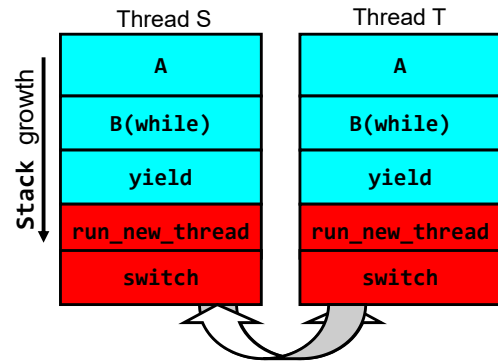 Thread S
Thread T
Stack growth
A
B(while)
yield
run_new_thread
switch
A
B(while)
yield
run_new_thread
switch